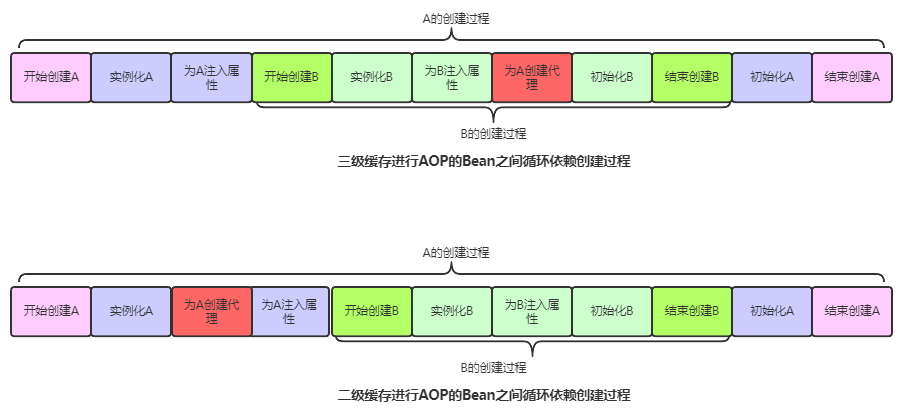 A的创建过程
开始创建A
实例化A
为A注入属
性
开始创建B
实例化B
为B注入属
性
为A创建代
理
初始化B
结束创建B
初始化A
结束创建A
B的创建过程
三级缓存进行AOP的Bean之间循环依赖创建过程
A的创建过程
开始创建A
实例化A
为A创建代
理
为A注入属
性
开始创建B
实例化B
为B注入属
性
初始化B
结束创建B
初始化A
结束创建A
B的创建过程
二级缓存进行AOP的Bean之间循环依赖创建过程